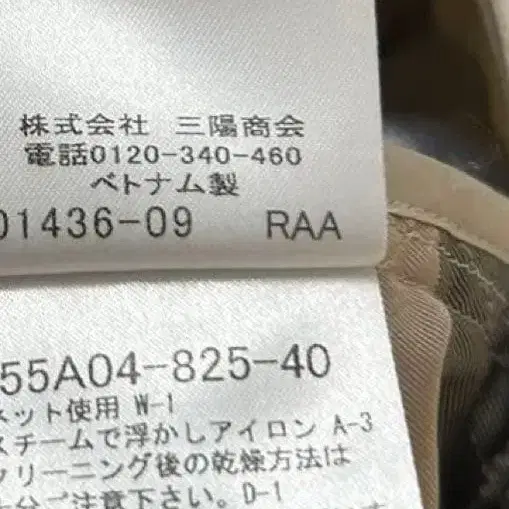 株式会社 三陽商会
電話0120-340-460
ベトナム製
01436-09 RAA
55A04-825-40
ネット使用 W-1
スチームで浮かしアイロン A-3
クリーニング後の乾燥方法は
十分ご注意下さい。D-1